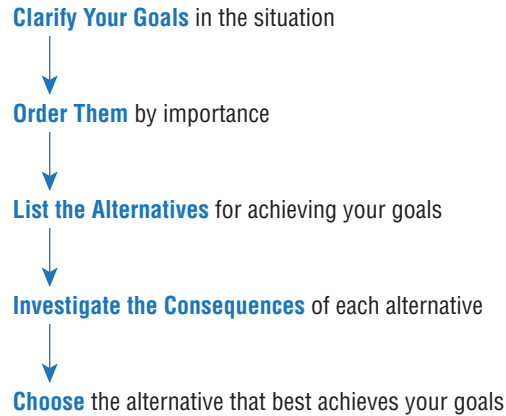 Clarify Your Goals in the situation
Order Them by importance
List the Alternatives for achieving your goals
Investigate the Consequences of each alternative
Choose the alternative that best achieves your goals